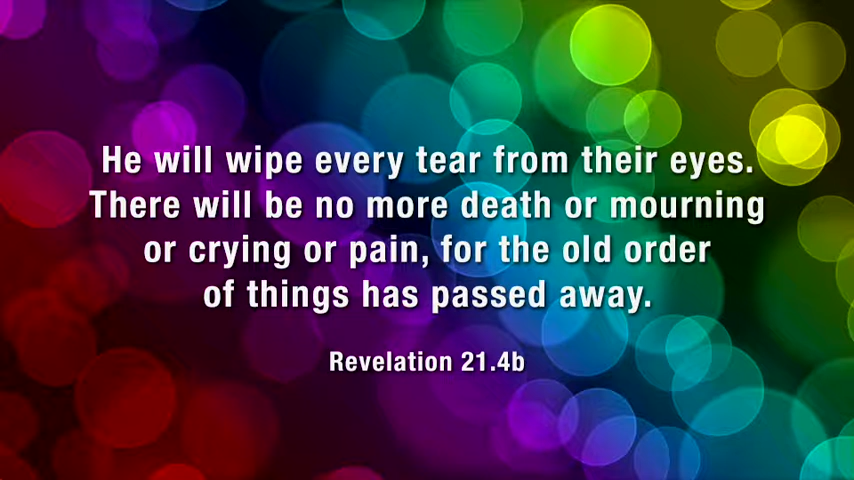 He will wipe every tear from their eyes.
There will be no more death or mourning
or crying or pain, for the old order
of things has passed away.
Revelation 21.4b